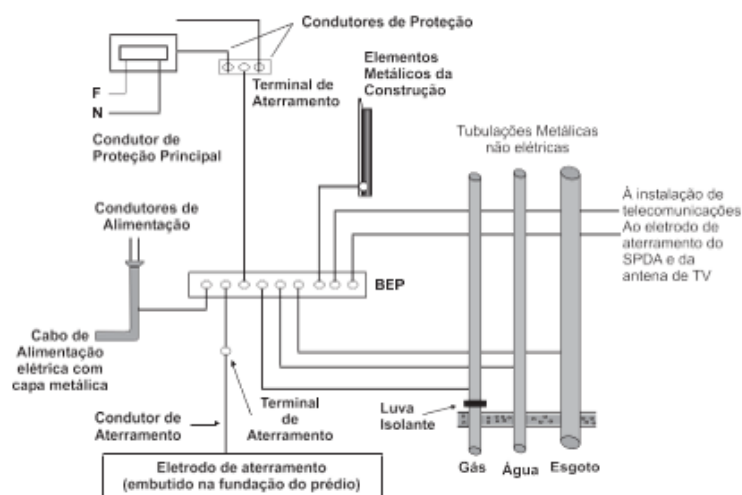 Condutores de Proteção
Elementos
Metálicos da
Construção
Terminal de
Aterramento
F
N
Condutor de
Proteção Principal
Tubulações Metálicas
não elétricas
Condutores de
Alimentação
À instalação de
telecomunicações
Ao eletrodo de
aterramento do
SPDA e da
antena de TV
BEP
Cabo de
Alimentação
elétrica com
capa metálica
Terminal
de
Aterramento
Luva
Isolante
Condutor de
Aterramento
Eletrodo de aterramento
(embutido na fundação do prédio)
Gás
Água
Esgoto